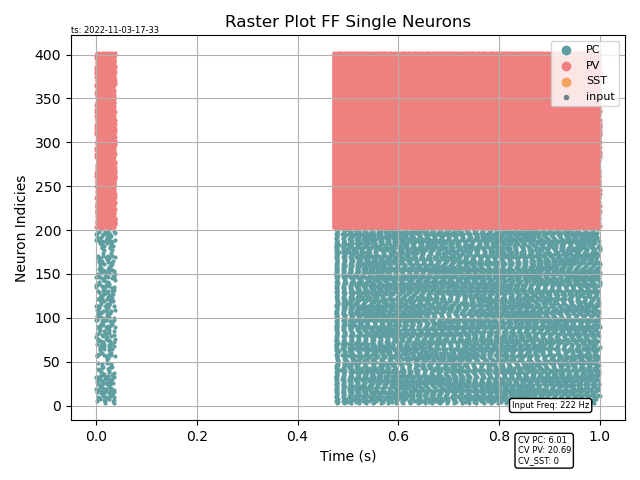 Raster Plot FF Single Neurons
ts: 2022-11-03-17-33
PC
PV
SST
input
Neuron Indicies
400
350
300
250
200
150
100
50
0
Input Freq: 222 Hz
0.0 0.2 0.4 0.6 0.8 1.0
Time (s)
CV PC: 6.01
CV PV: 20.69
CV_SST: 0